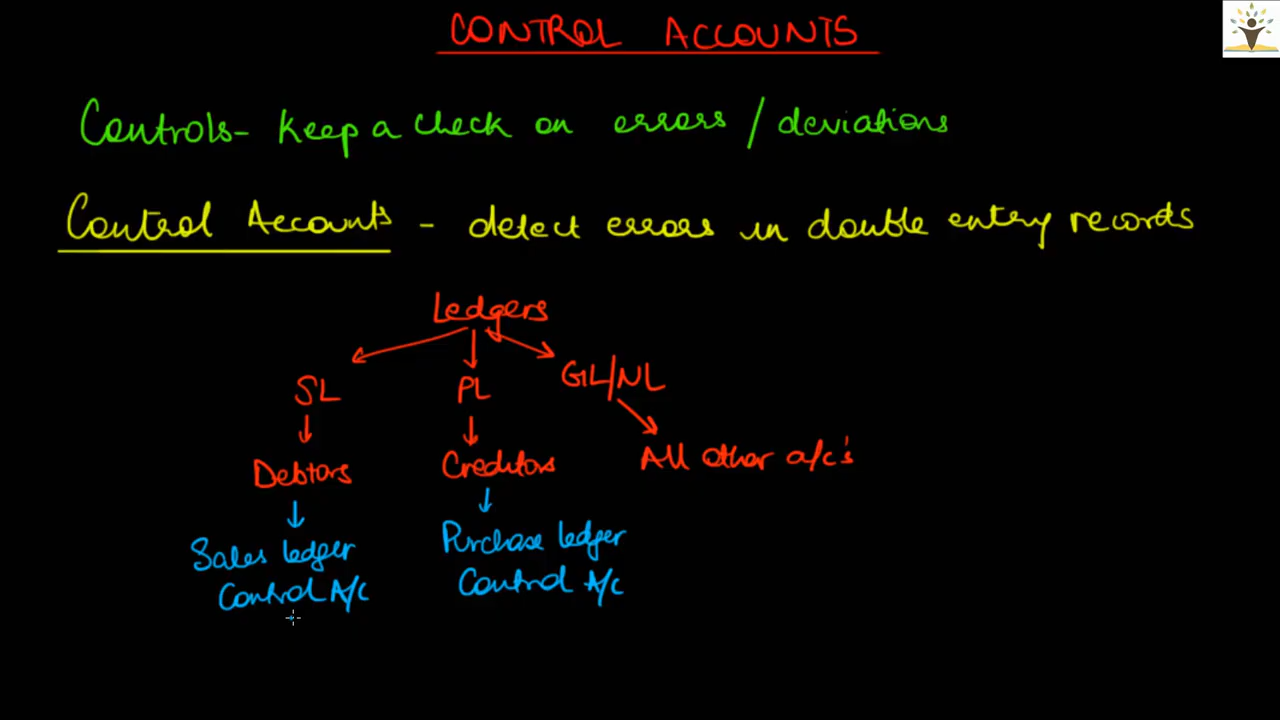 CONTROL ACCOUNTS
Controls - Keep a check on errors / deviations
Control Accounts - detect errors in double entry records
Ledgers
SL PL GL/NL
Debtors Creditors All other a/c's
Sales ledger Purchase ledger
Control A/c Control A/c